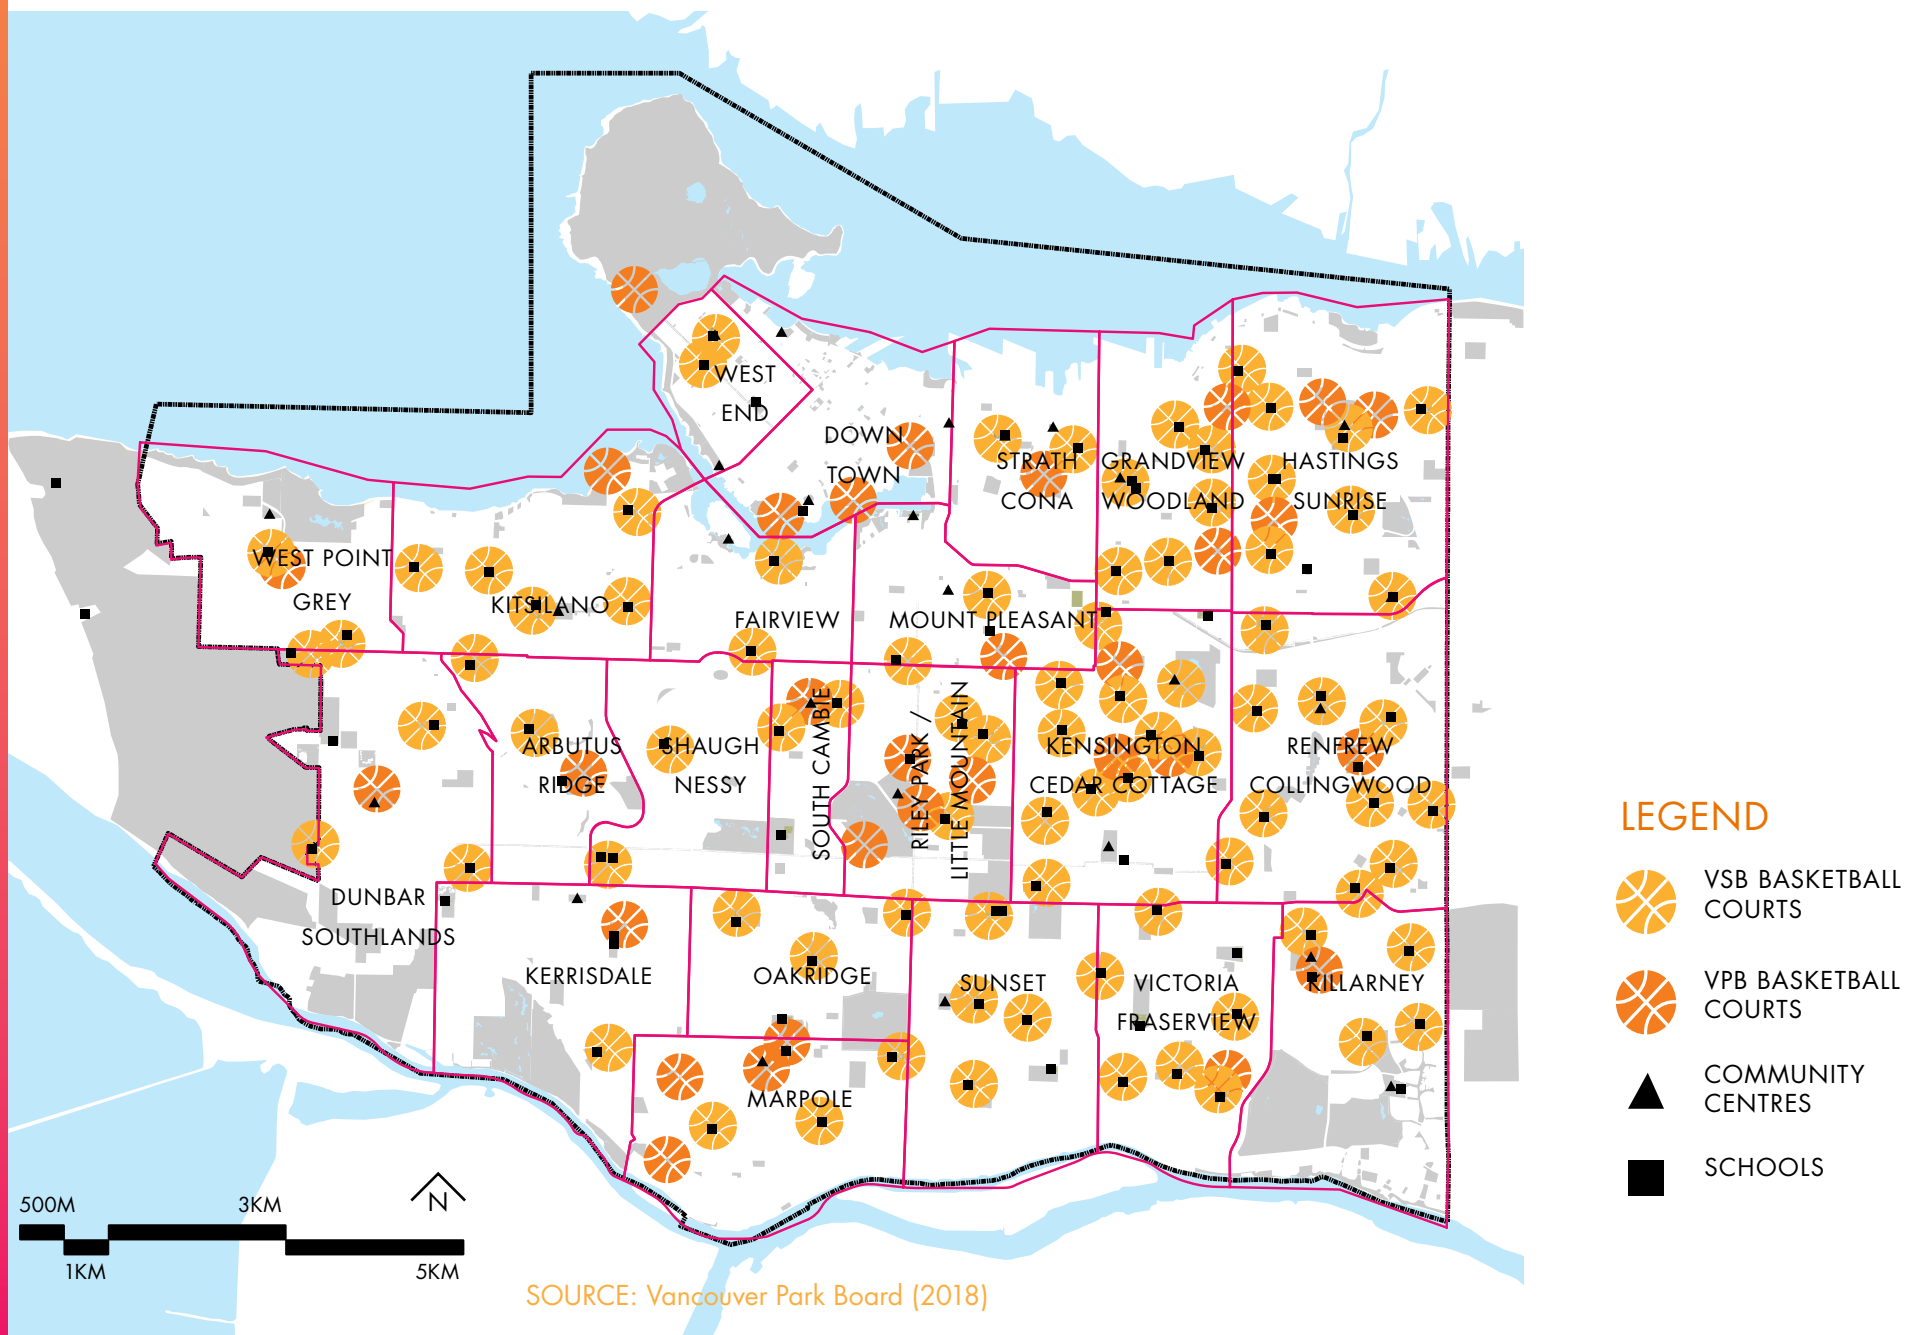 WEST
END
DOWN
TOWN
STRATH
CONA
GRANDVIEW
WOODLAND
HASTINGS
SUNRISE
WEST POINT
GREY
KITSILANO
FAIRVIEW
MOUNT PLEASANT
ARBUTUS
RIDGE
SHAUGH
NESSY
SOUTH CAMBIE
RILEY PARK /
LITTLE MOUNTAIN
KENSINGTON
CEDAR COTTAGE
RENFREW
COLLINGWOOD
DUNBAR
SOUTHLANDS
KERRISDALE
OAKRIDGE
SUNSET
VICTORIA
FRASERVIEW
KILLARNEY
MARPOLE
LEGEND
VSB BASKETBALL
COURTS
VPB BASKETBALL
COURTS
COMMUNITY
CENTRES
SCHOOLS
500M
3KM
N
1KM
5KM
SOURCE: Vancouver Park Board (2018)